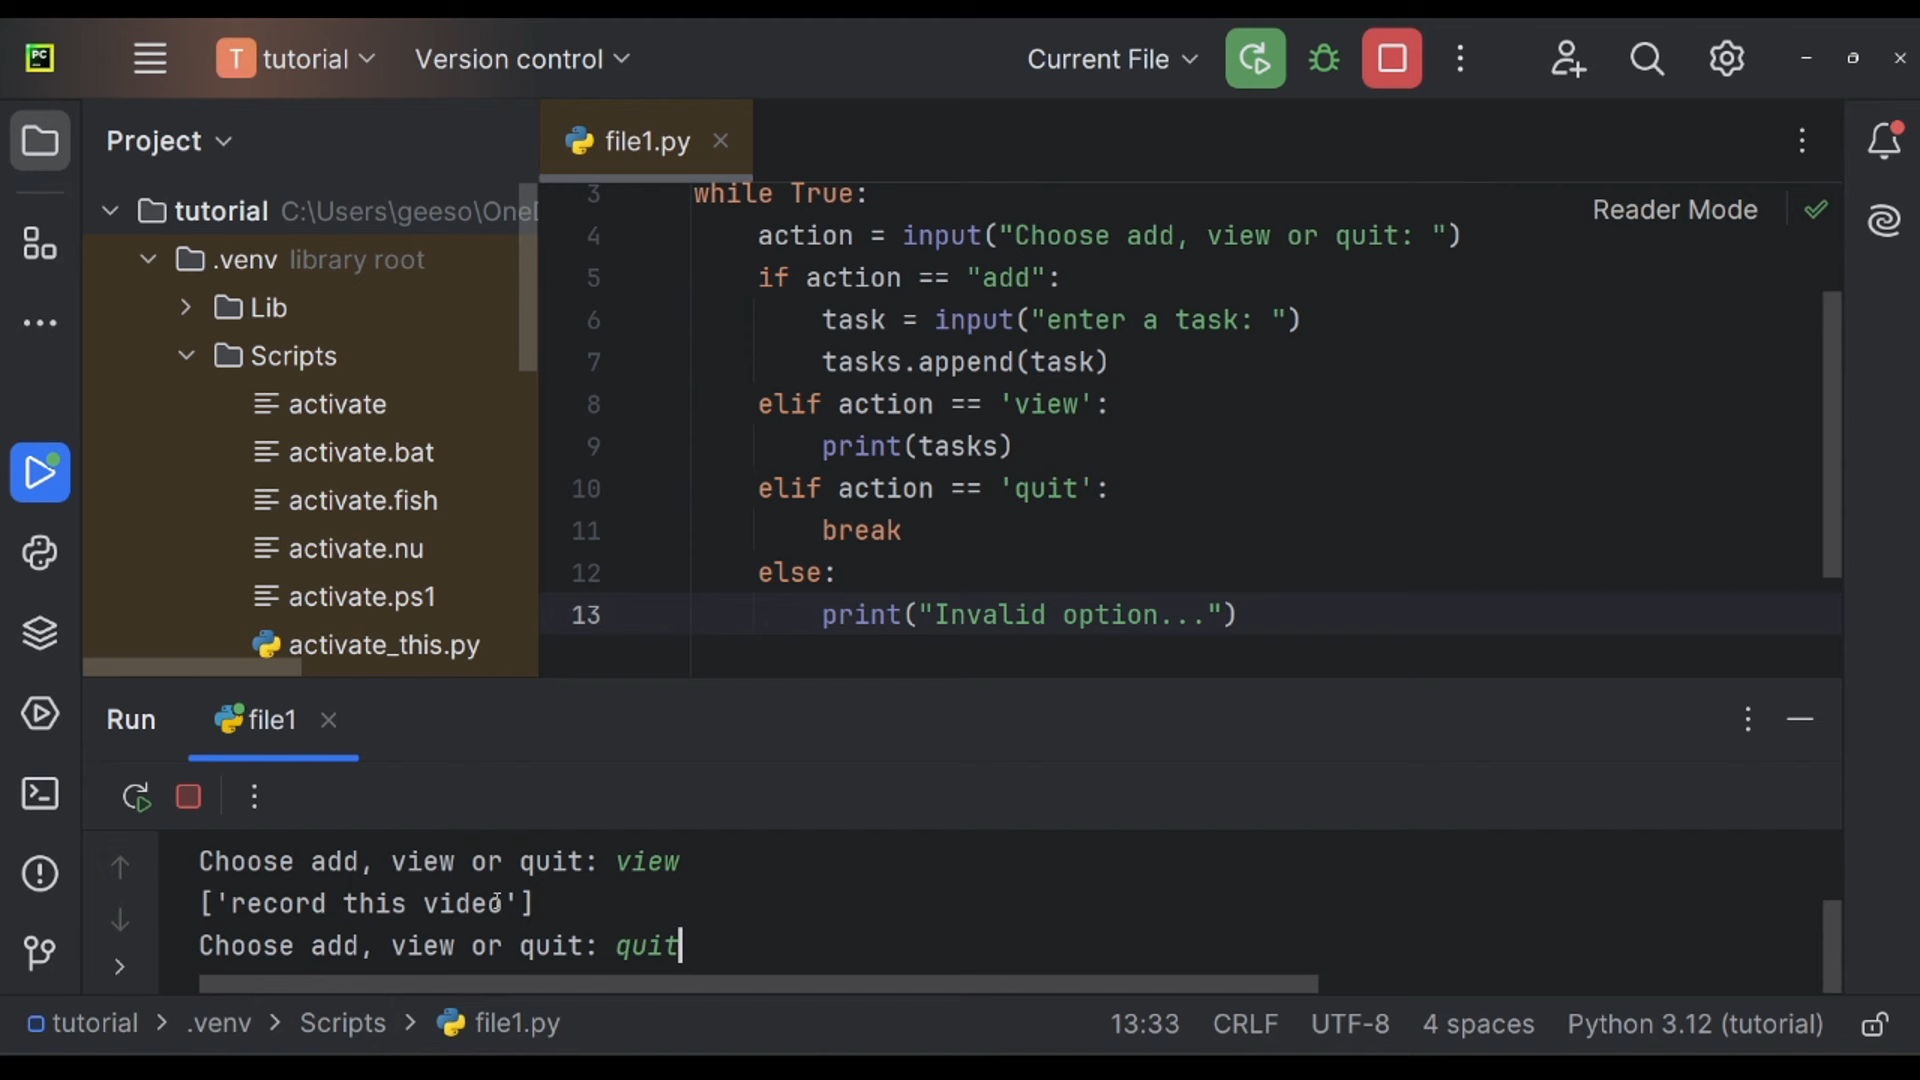 PC
T tutorial
Version control
Current File
Project
file1.py
tutorial C:\Users\geeso\OneD
.venv library root
Lib
Scripts
activate
activate.bat
activate.fish
activate.nu
activate.ps1
activate_this.py
Reader Mode
3 while True:
4 action = input("Choose add, view or quit: ")
5 if action == "add":
6 task = input("enter a task: ")
7 tasks.append(task)
8 elif action == 'view':
9 print(tasks)
10 elif action == 'quit':
11 break
12 else:
13 print("Invalid option...")
Run
file1
Choose add, view or quit: view
['record this video']
Choose add, view or quit: quit
tutorial > .venv > Scripts > file1.py
13:33
CRLF
UTF-8
4 spaces
Python 3.12 (tutorial)